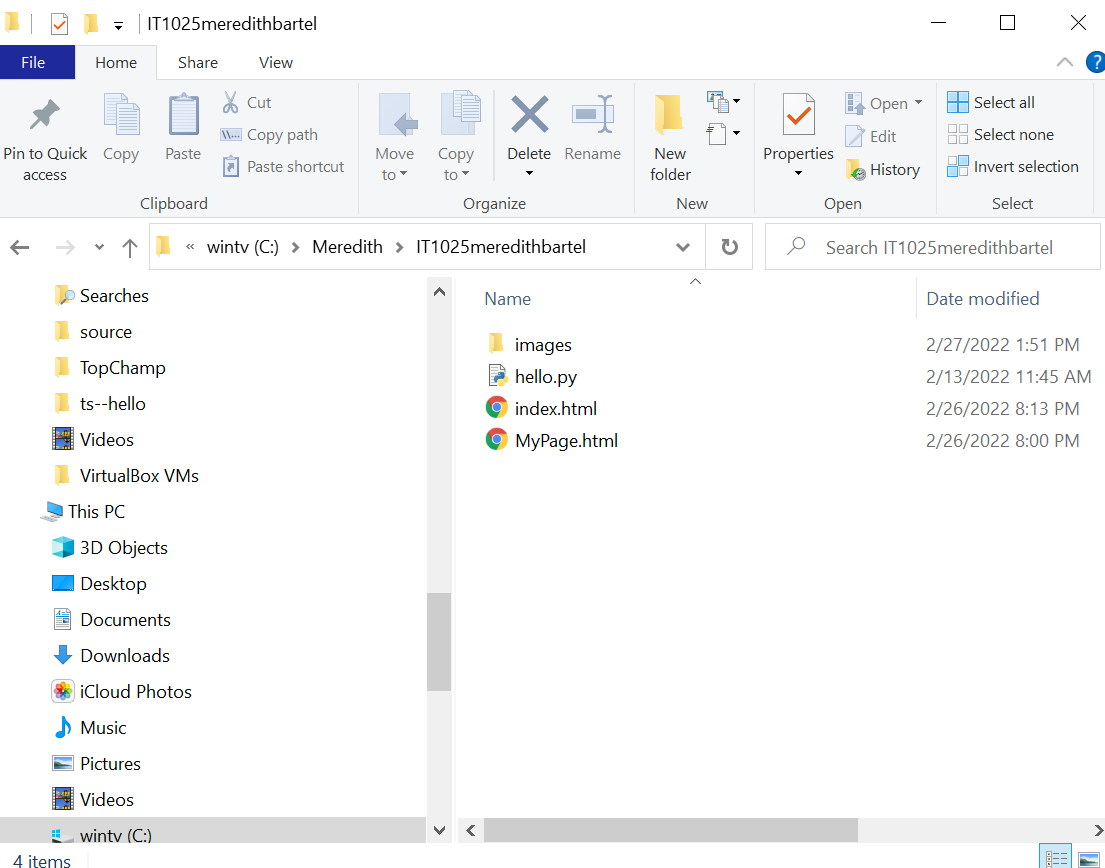 IT1025meredithbartel
File Home Share View
Pin to Quick access
Copy
Paste
Cut
Copy path
Paste shortcut
Clipboard
Move to
Copy to
Delete
Rename
Organize
New folder
New
Properties
Open
Edit
History
Open
Select all
Select none
Invert selection
Select
« wintv (C:) > Meredith > IT1025meredithbartel
Search IT1025meredithbartel
Searches
source
TopChamp
ts--hello
Videos
VirtualBox VMs
This PC
3D Objects
Desktop
Documents
Downloads
iCloud Photos
Music
Pictures
Videos
wintv (C:)
Name Date modified
images 2/27/2022 1:51 PM
hello.py 2/13/2022 11:45 AM
index.html 2/26/2022 8:13 PM
MyPage.html 2/26/2022 8:00 PM
4 items